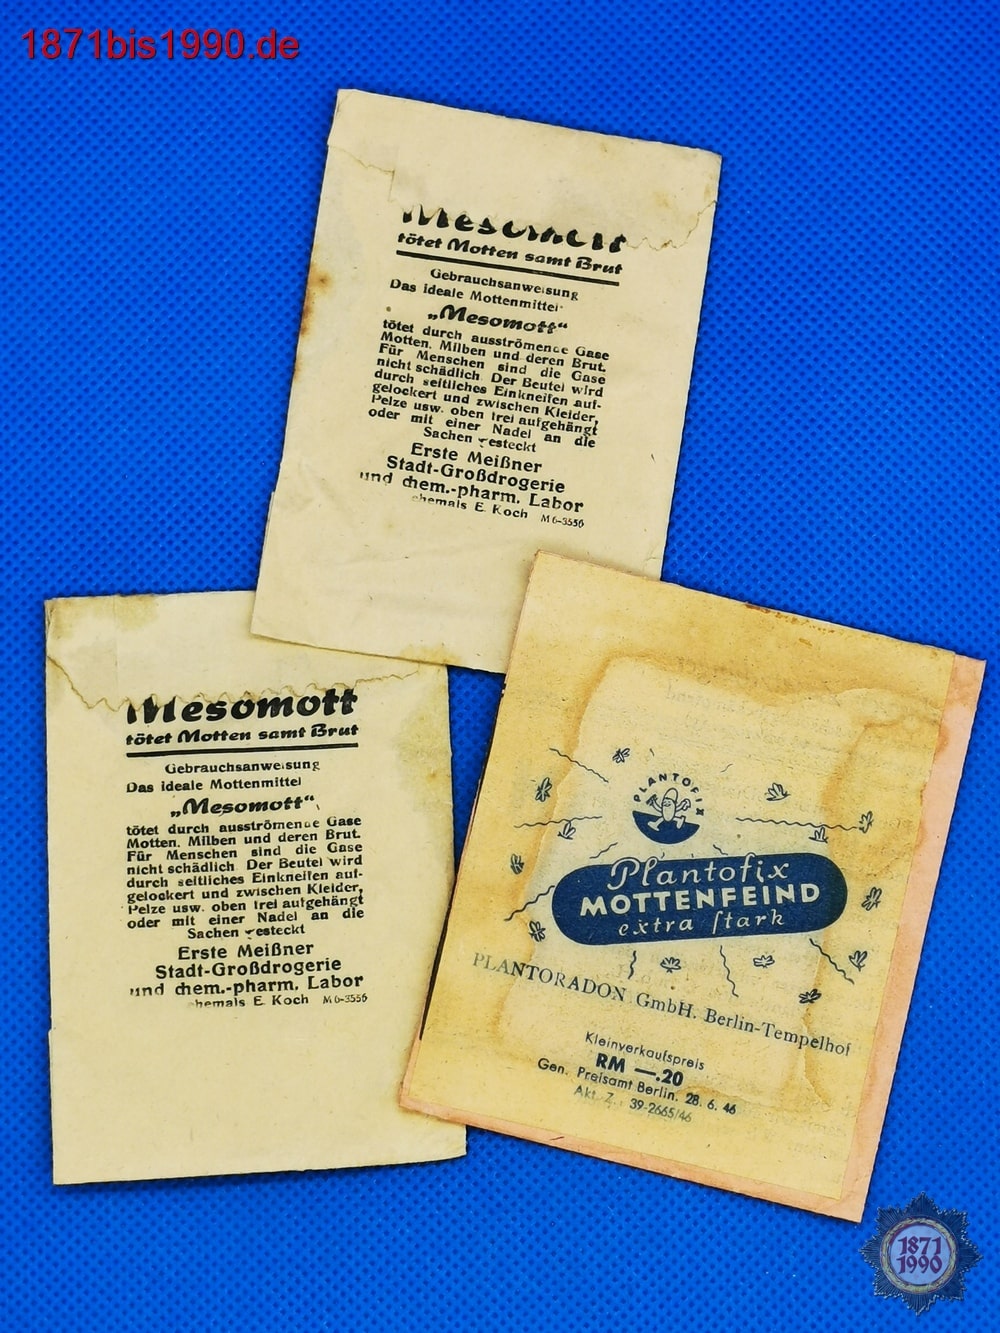 1871bis1990.de
Mesomott
tötet Motten samt Brut
Gebrauchsanweisung
Das ideale Mottenmittel
„Mesomott“
tötet durch ausströmende Gase
Motten. Milben und deren Brut.
Für Menschen sind die Gase
nicht schädlich Der Beutel wird
durch seitliches Einkneifen auf-
gelockert und zwischen Kleider,
Pelze usw. oben frei aufgehängt
oder mit einer Nadel an die
Sachen gesteckt
Erste Meißner
Stadt-Großdrogerie
und chem.-pharm. Labor
ehemals E. Koch M 6-3556
Mesomott
tötet Motten samt Brut
Gebrauchsanweisung
Das ideale Mottenmittel
„Mesomott“
tötet durch ausströmende Gase
Motten. Milben und deren Brut.
Für Menschen sind die Gase
nicht schädlich Der Beutel wird
durch seitliches Einkneifen auf-
gelockert und zwischen Kleider,
Pelze usw. oben frei aufgehängt
oder mit einer Nadel an die
Sachen gesteckt
Erste Meißner
Stadt-Großdrogerie
und chem.-pharm. Labor
ehemals E. Koch M 6-3556
PLANTOFIX
Plantofix
MOTTENFEIND
extra ſtark
PLANTORADON GmbH. Berlin-Tempelhof
Kleinverkaufspreis
RM —.20
Gen. Preisamt Berlin. 28. 6. 46
Akt. Z. 39-2665/46
1871
1990